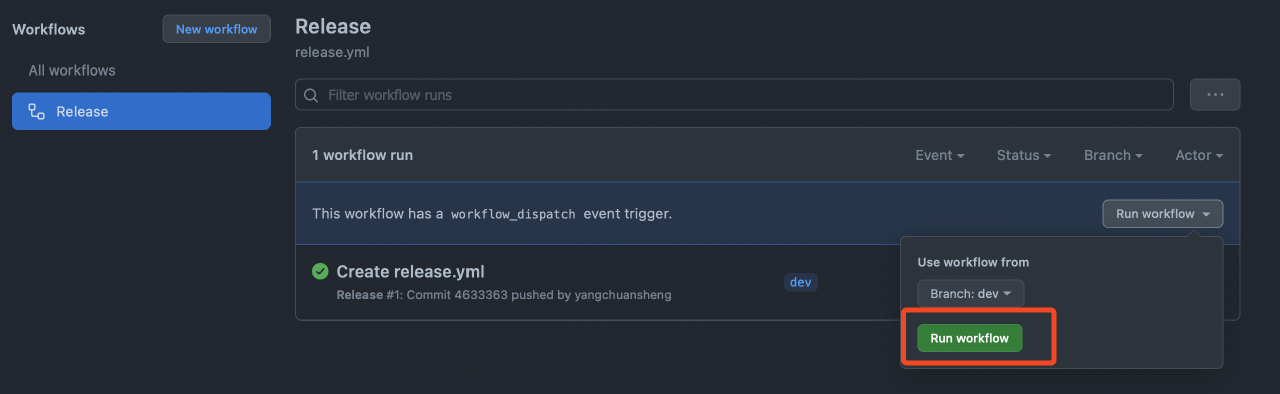 Workflows
New workflow
All workflows
Release
Release
release.yml
Filter workflow runs
...
1 workflow run
Event
Status
Branch
Actor
This workflow has a workflow_dispatch event trigger.
Run workflow
Create release.yml
Release #1: Commit 4633363 pushed by yangchuansheng
dev
Use workflow from
Branch: dev
Run workflow